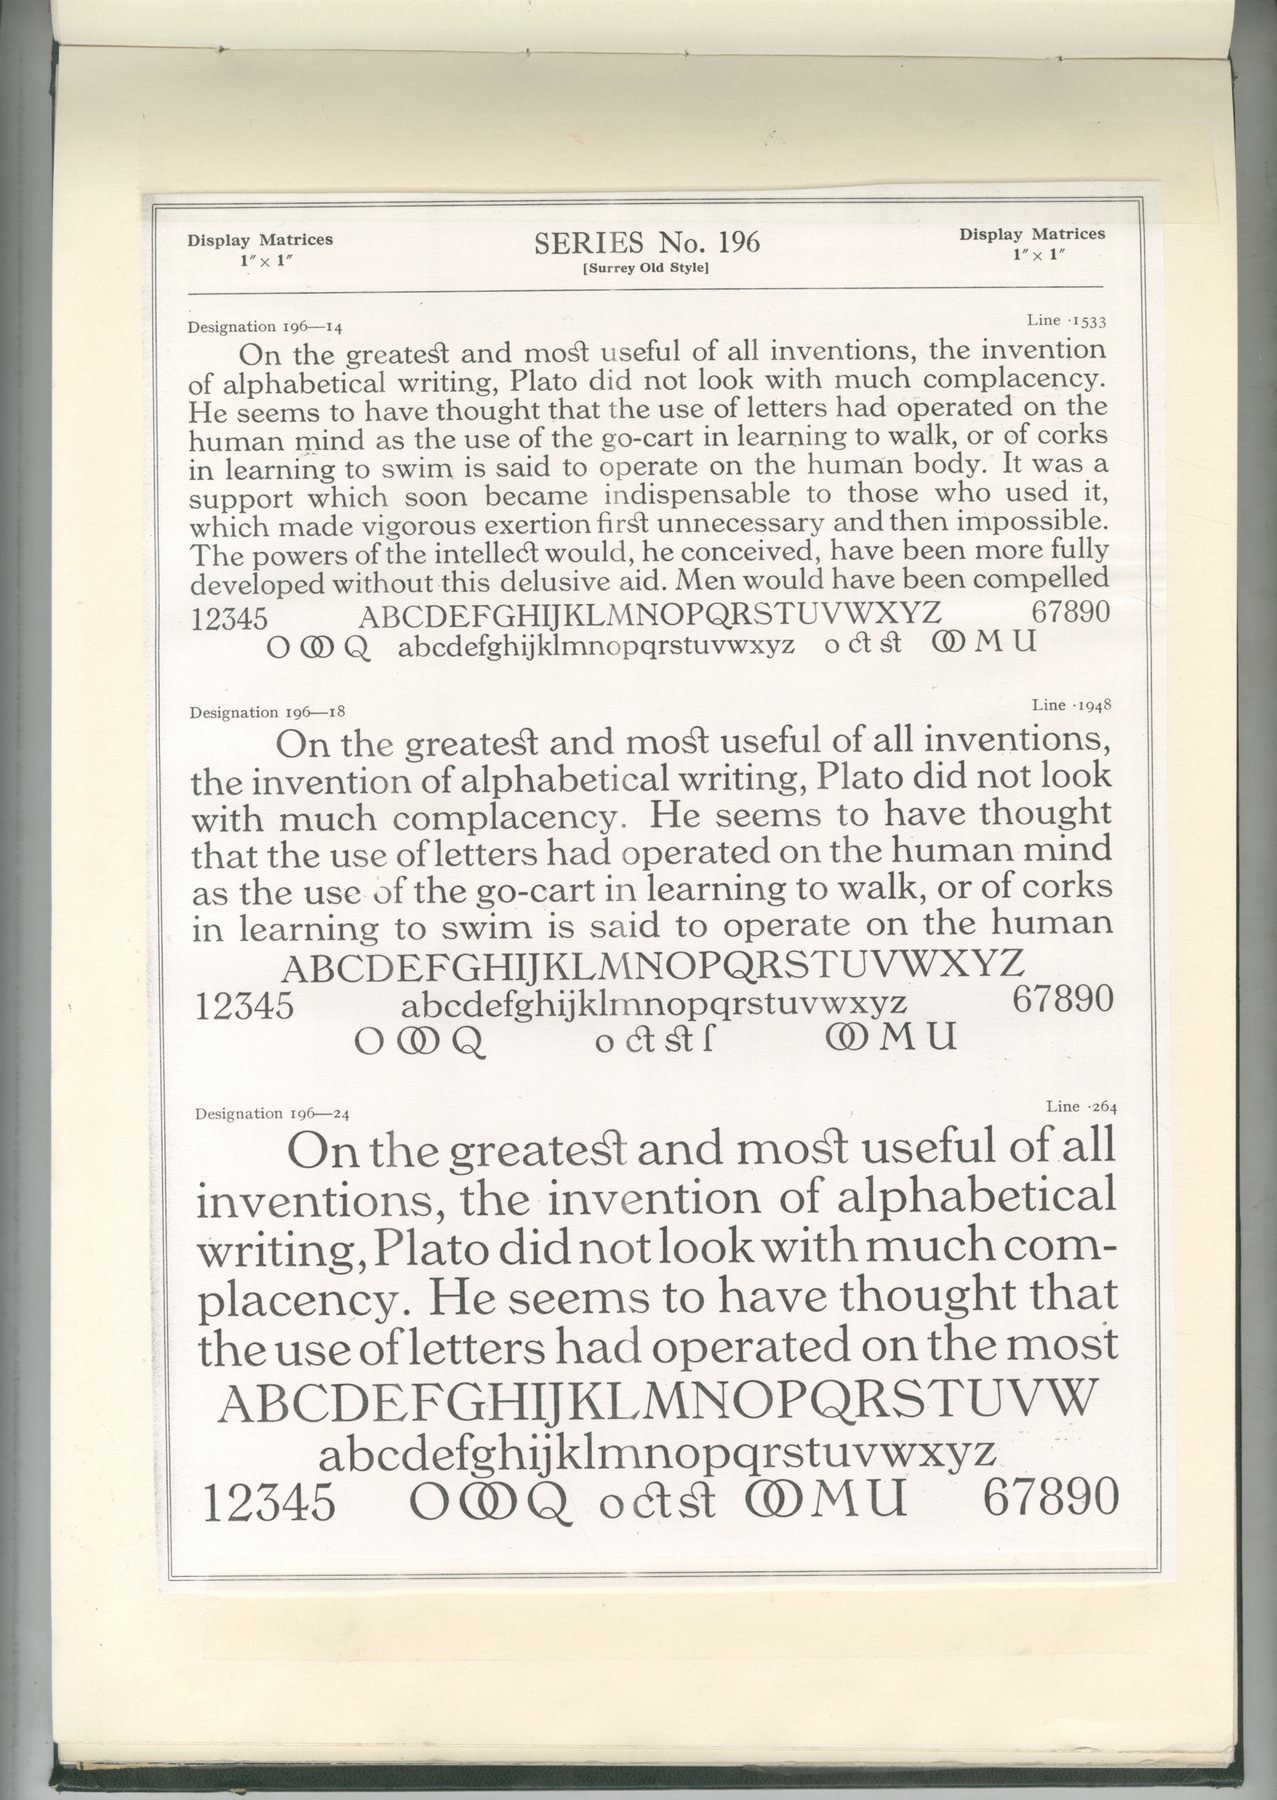 Display Matrices
1″ × 1″
SERIES No. 196
[Surrey Old Style]
Display Matrices
1″ × 1″
Designation 196—14
Line ·1533
On the greatest and most useful of all inventions, the invention
of alphabetical writing, Plato did not look with much complacency.
He seems to have thought that the use of letters had operated on the
human mind as the use of the go-cart in learning to walk, or of corks
in learning to swim is said to operate on the human body. It was a
support which soon became indispensable to those who used it,
which made vigorous exertion first unnecessary and then impossible.
The powers of the intellect would, he conceived, have been more fully
developed without this delusive aid. Men would have been compelled
12345 ABCDEFGHIJKLMNOPQRSTUVWXYZ 67890
O OO Q abcdefghijklmnopqrstuvwxyz o ct st OO M U
Designation 196—18
Line ·1948
On the greatest and most useful of all inventions,
the invention of alphabetical writing, Plato did not look
with much complacency. He seems to have thought
that the use of letters had operated on the human mind
as the use of the go-cart in learning to walk, or of corks
in learning to swim is said to operate on the human
ABCDEFGHIJKLMNOPQRSTUVWXYZ
12345 abcdefghijklmnopqrstuvwxyz 67890
O OO Q o ct st ſ OO M U
Designation 196—24
Line ·264
On the greatest and most useful of all
inventions, the invention of alphabetical
writing, Plato did not look with much com-
placency. He seems to have thought that
the use of letters had operated on the most
ABCDEFGHIJKLMNOPQRSTUVW
abcdefghijklmnopqrstuvwxyz
12345 O OO Q o ct st OO M U 67890